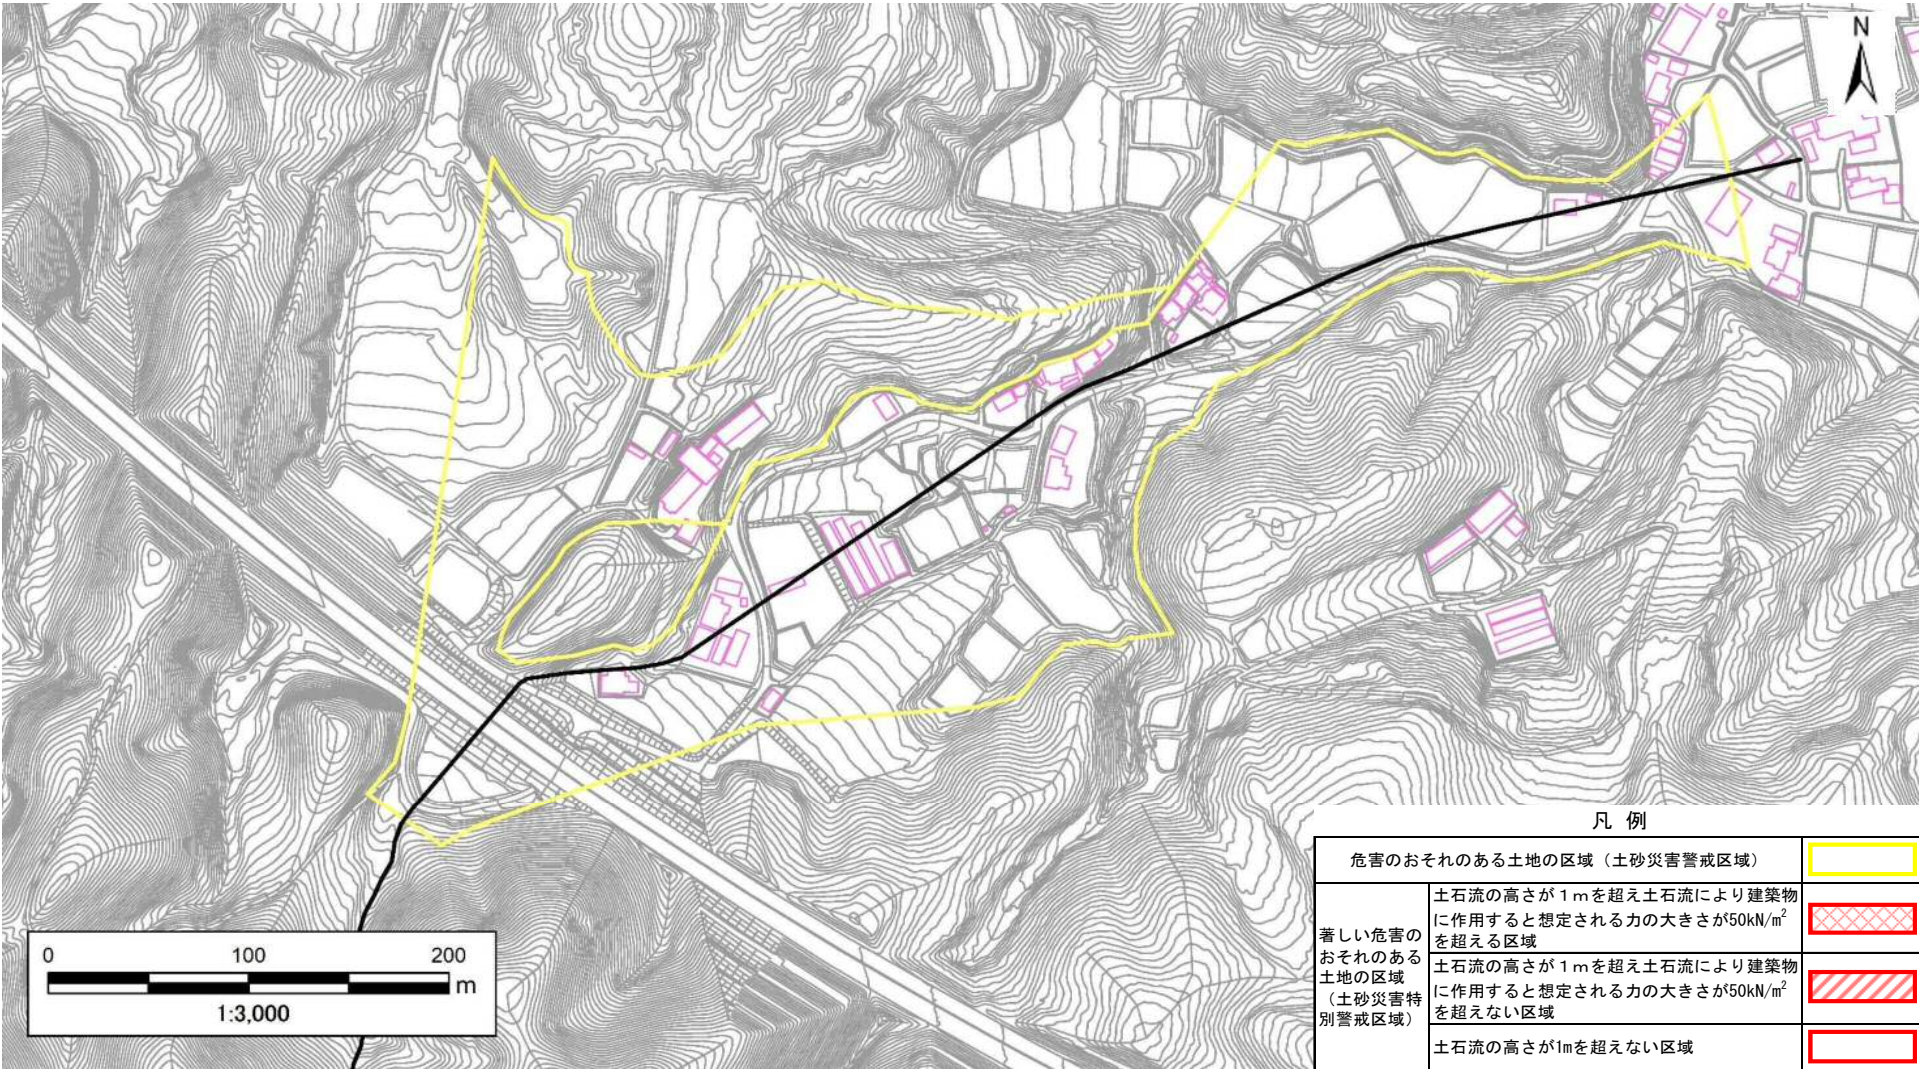 N
凡 例
危害のおそれのある土地の区域（土砂災害警戒区域）
著しい危害の
おそれのある
土地の区域
（土砂災害特
別警戒区域）
土石流の高さが１ｍを超え土石流により建築物
に作用すると想定される力の大きさが50kN/m²
を超える区域
土石流の高さが１ｍを超え土石流により建築物
に作用すると想定される力の大きさが50kN/m²
を超えない区域
土石流の高さが1mを超えない区域
0 100 200
m
1:3,000